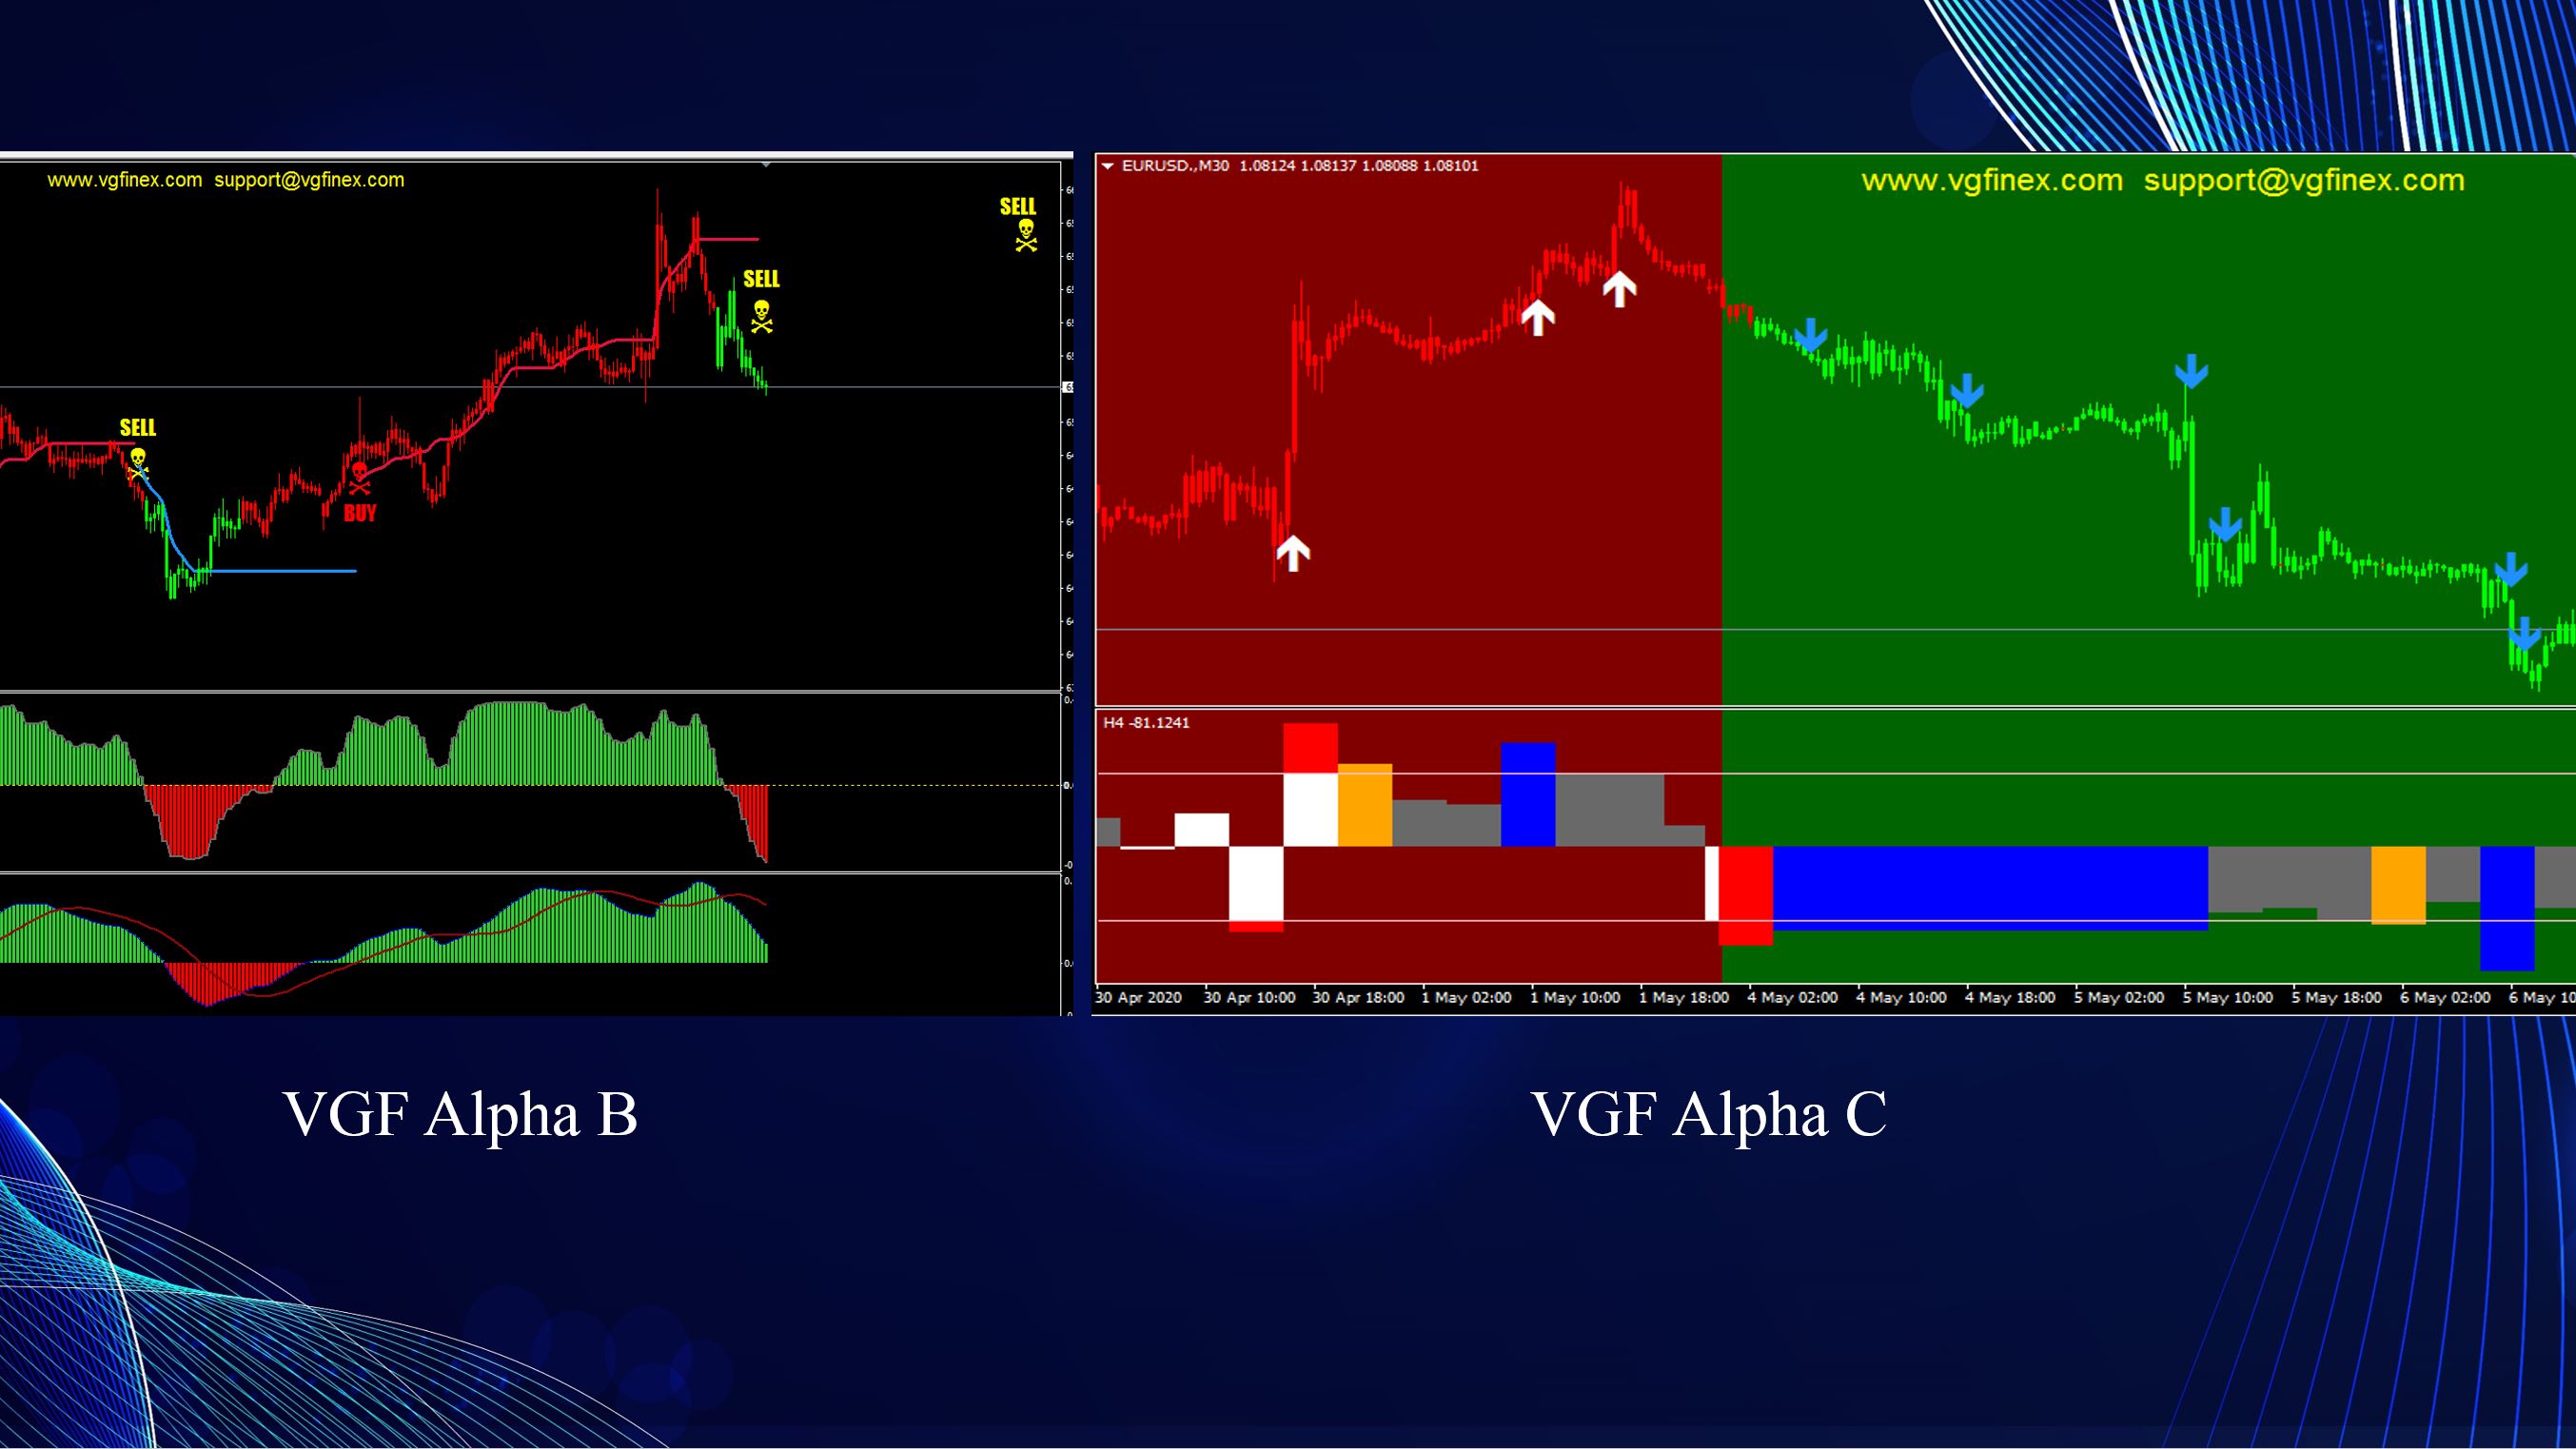 www.vgfinex.com support@vgfinex.com
SELL
SELL
SELL
BUY
EURUSD.,M30 1.08124 1.08137 1.08088 1.08101
www.vgfinex.com support@vgfinex.com
H4 -81.1241
30 Apr 2020 30 Apr 10:00 30 Apr 18:00 1 May 02:00 1 May 10:00 1 May 18:00 4 May 02:00 4 May 10:00 4 May 18:00 5 May 02:00 5 May 10:00 5 May 18:00 6 May 02:00 6 May 10
VGF Alpha B
VGF Alpha C